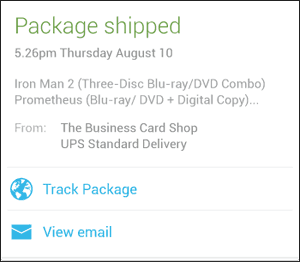 Package shipped
5.26pm Thursday August 10
Iron Man 2 (Three-Disc Blu-ray/DVD Combo)
Prometheus (Blu-ray/ DVD + Digital Copy)...
From: The Business Card Shop
UPS Standard Delivery
Track Package
View email